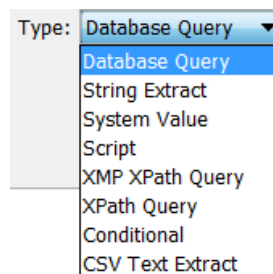 Type: Database Query
Database Query
String Extract
System Value
Script
XMP XPath Query
XPath Query
Conditional
CSV Text Extract